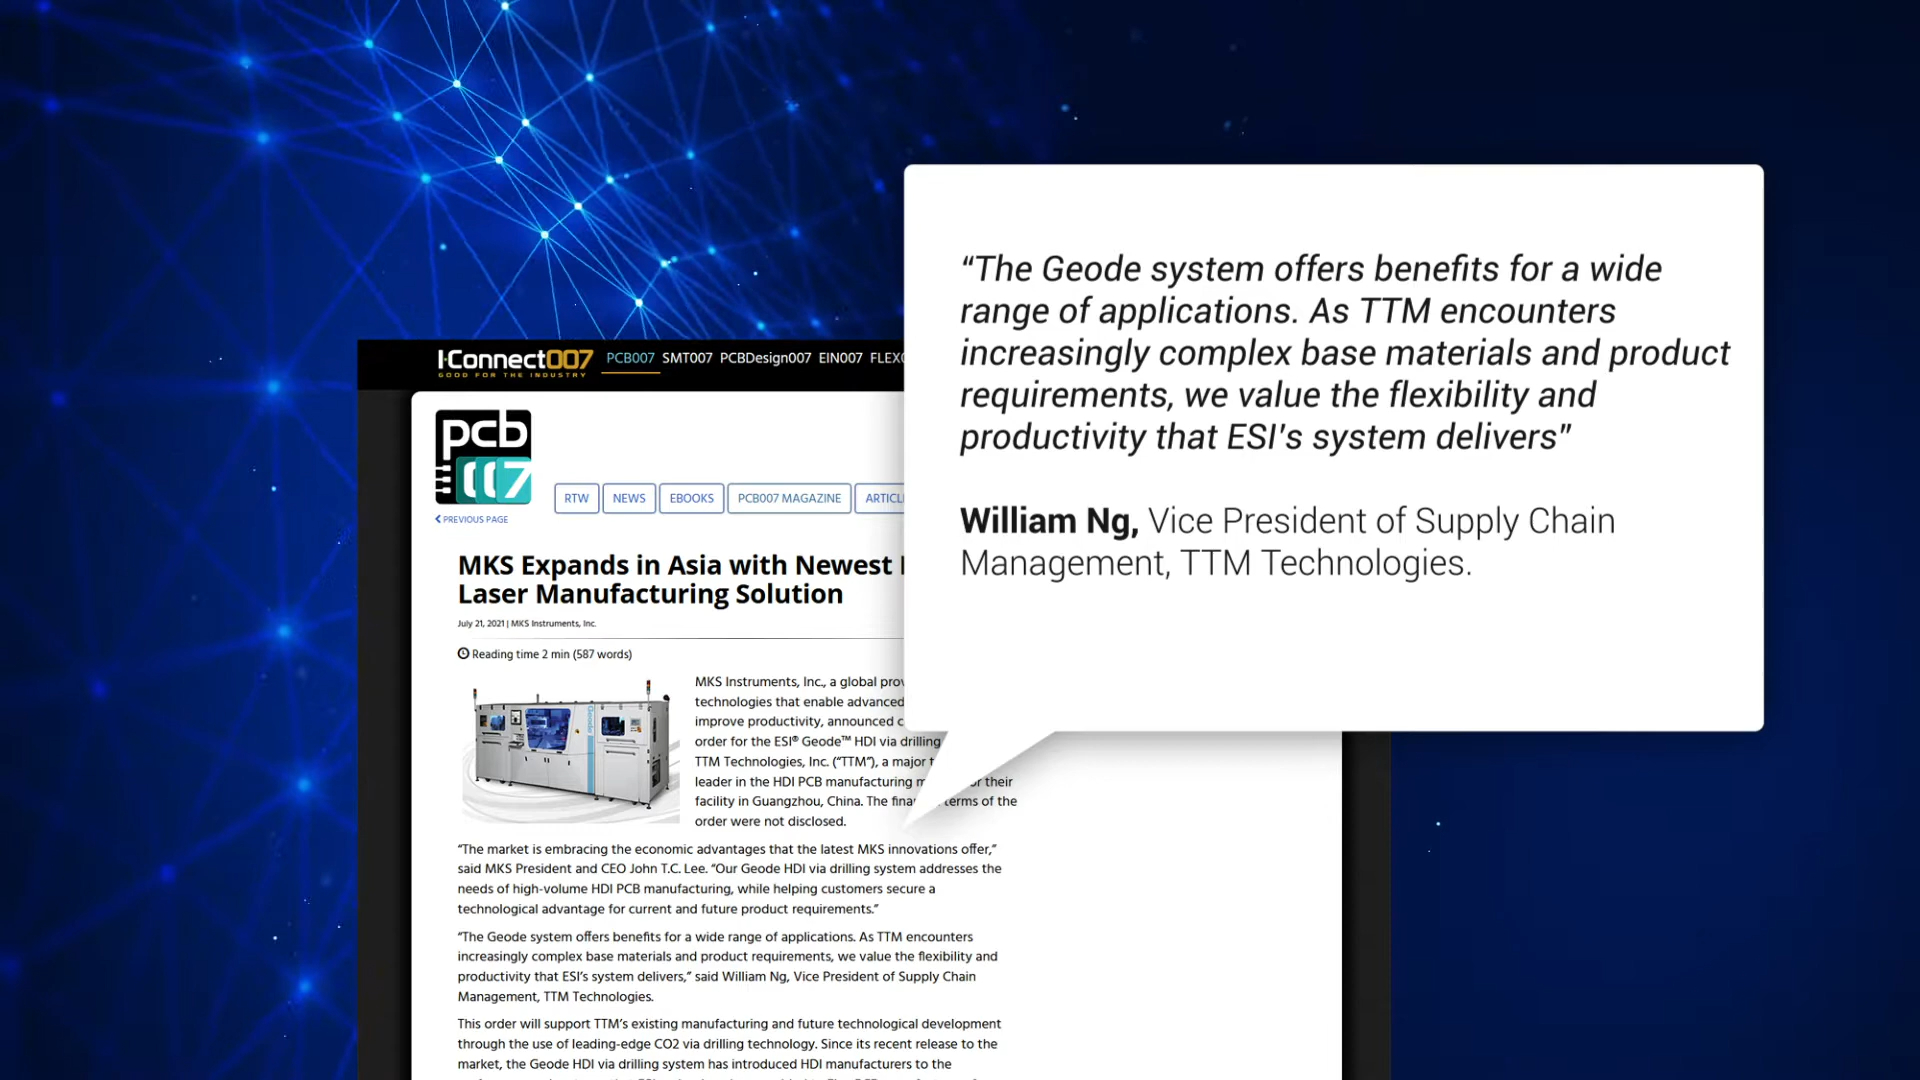 I-Connect007
GOOD FOR THE INDUSTRY
PCB007 SMT007 PCBDesign007 EIN007
pcb
007
RTW NEWS EBOOKS PCB007 MAGAZINE
PREVIOUS PAGE
MKS Expands in Asia with Newest
Laser Manufacturing Solution
July 21, 2021 | MKS Instruments, Inc.
Reading time 2 min (587 words)
Geode
MKS Instruments, Inc., a global
technologies that enable advanced
improve productivity, announced
order for the ESI® Geode™ HDI via drilling
TTM Technologies, Inc. (“TTM”), a major
leader in the HDI PCB manufacturing their
facility in Guangzhou, China. The terms of the
order were not disclosed.
“The market is embracing the economic advantages that the latest MKS innovations offer,”
said MKS President and CEO John T.C. Lee. “Our Geode HDI via drilling system addresses the
needs of high-volume HDI PCB manufacturing, while helping customers secure a
technological advantage for current and future product requirements.”
“The Geode system offers benefits for a wide range of applications. As TTM encounters
increasingly complex base materials and product requirements, we value the flexibility and
productivity that ESI’s system delivers,” said William Ng, Vice President of Supply Chain
Management, TTM Technologies.
This order will support TTM’s existing manufacturing and future technological development
through the use of leading-edge CO2 via drilling technology. Since its recent release to the
market, the Geode HDI via drilling system has introduced HDI manufacturers to the
“The Geode system offers benefits for a wide
range of applications. As TTM encounters
increasingly complex base materials and product
requirements, we value the flexibility and
productivity that ESI's system delivers”
William Ng, Vice President of Supply Chain
Management, TTM Technologies.